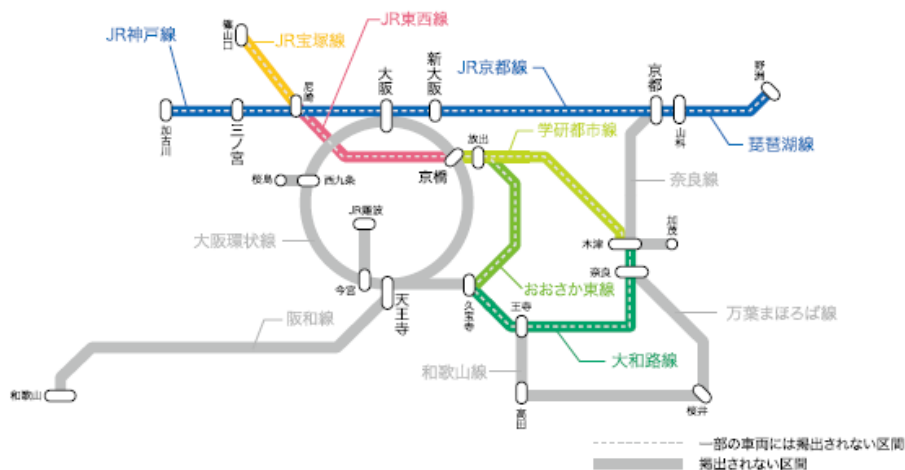 JR東西線
JR神戸線
篠山口
JR宝塚線
尼崎
大阪
新大阪
JR京都線
京都
野洲
加古川
三ノ宮
山科
琵琶湖線
京橋
放出
学研都市線
桜島
西九条
奈良線
JR難波
大阪環状線
木津
加茂
奈良
今宮
天王寺
久宝寺
おおさか東線
王寺
万葉まほろば線
阪和線
和歌山線
大和路線
和歌山
高田
桜井
一部の車両には掲出されない区間
掲出されない区間